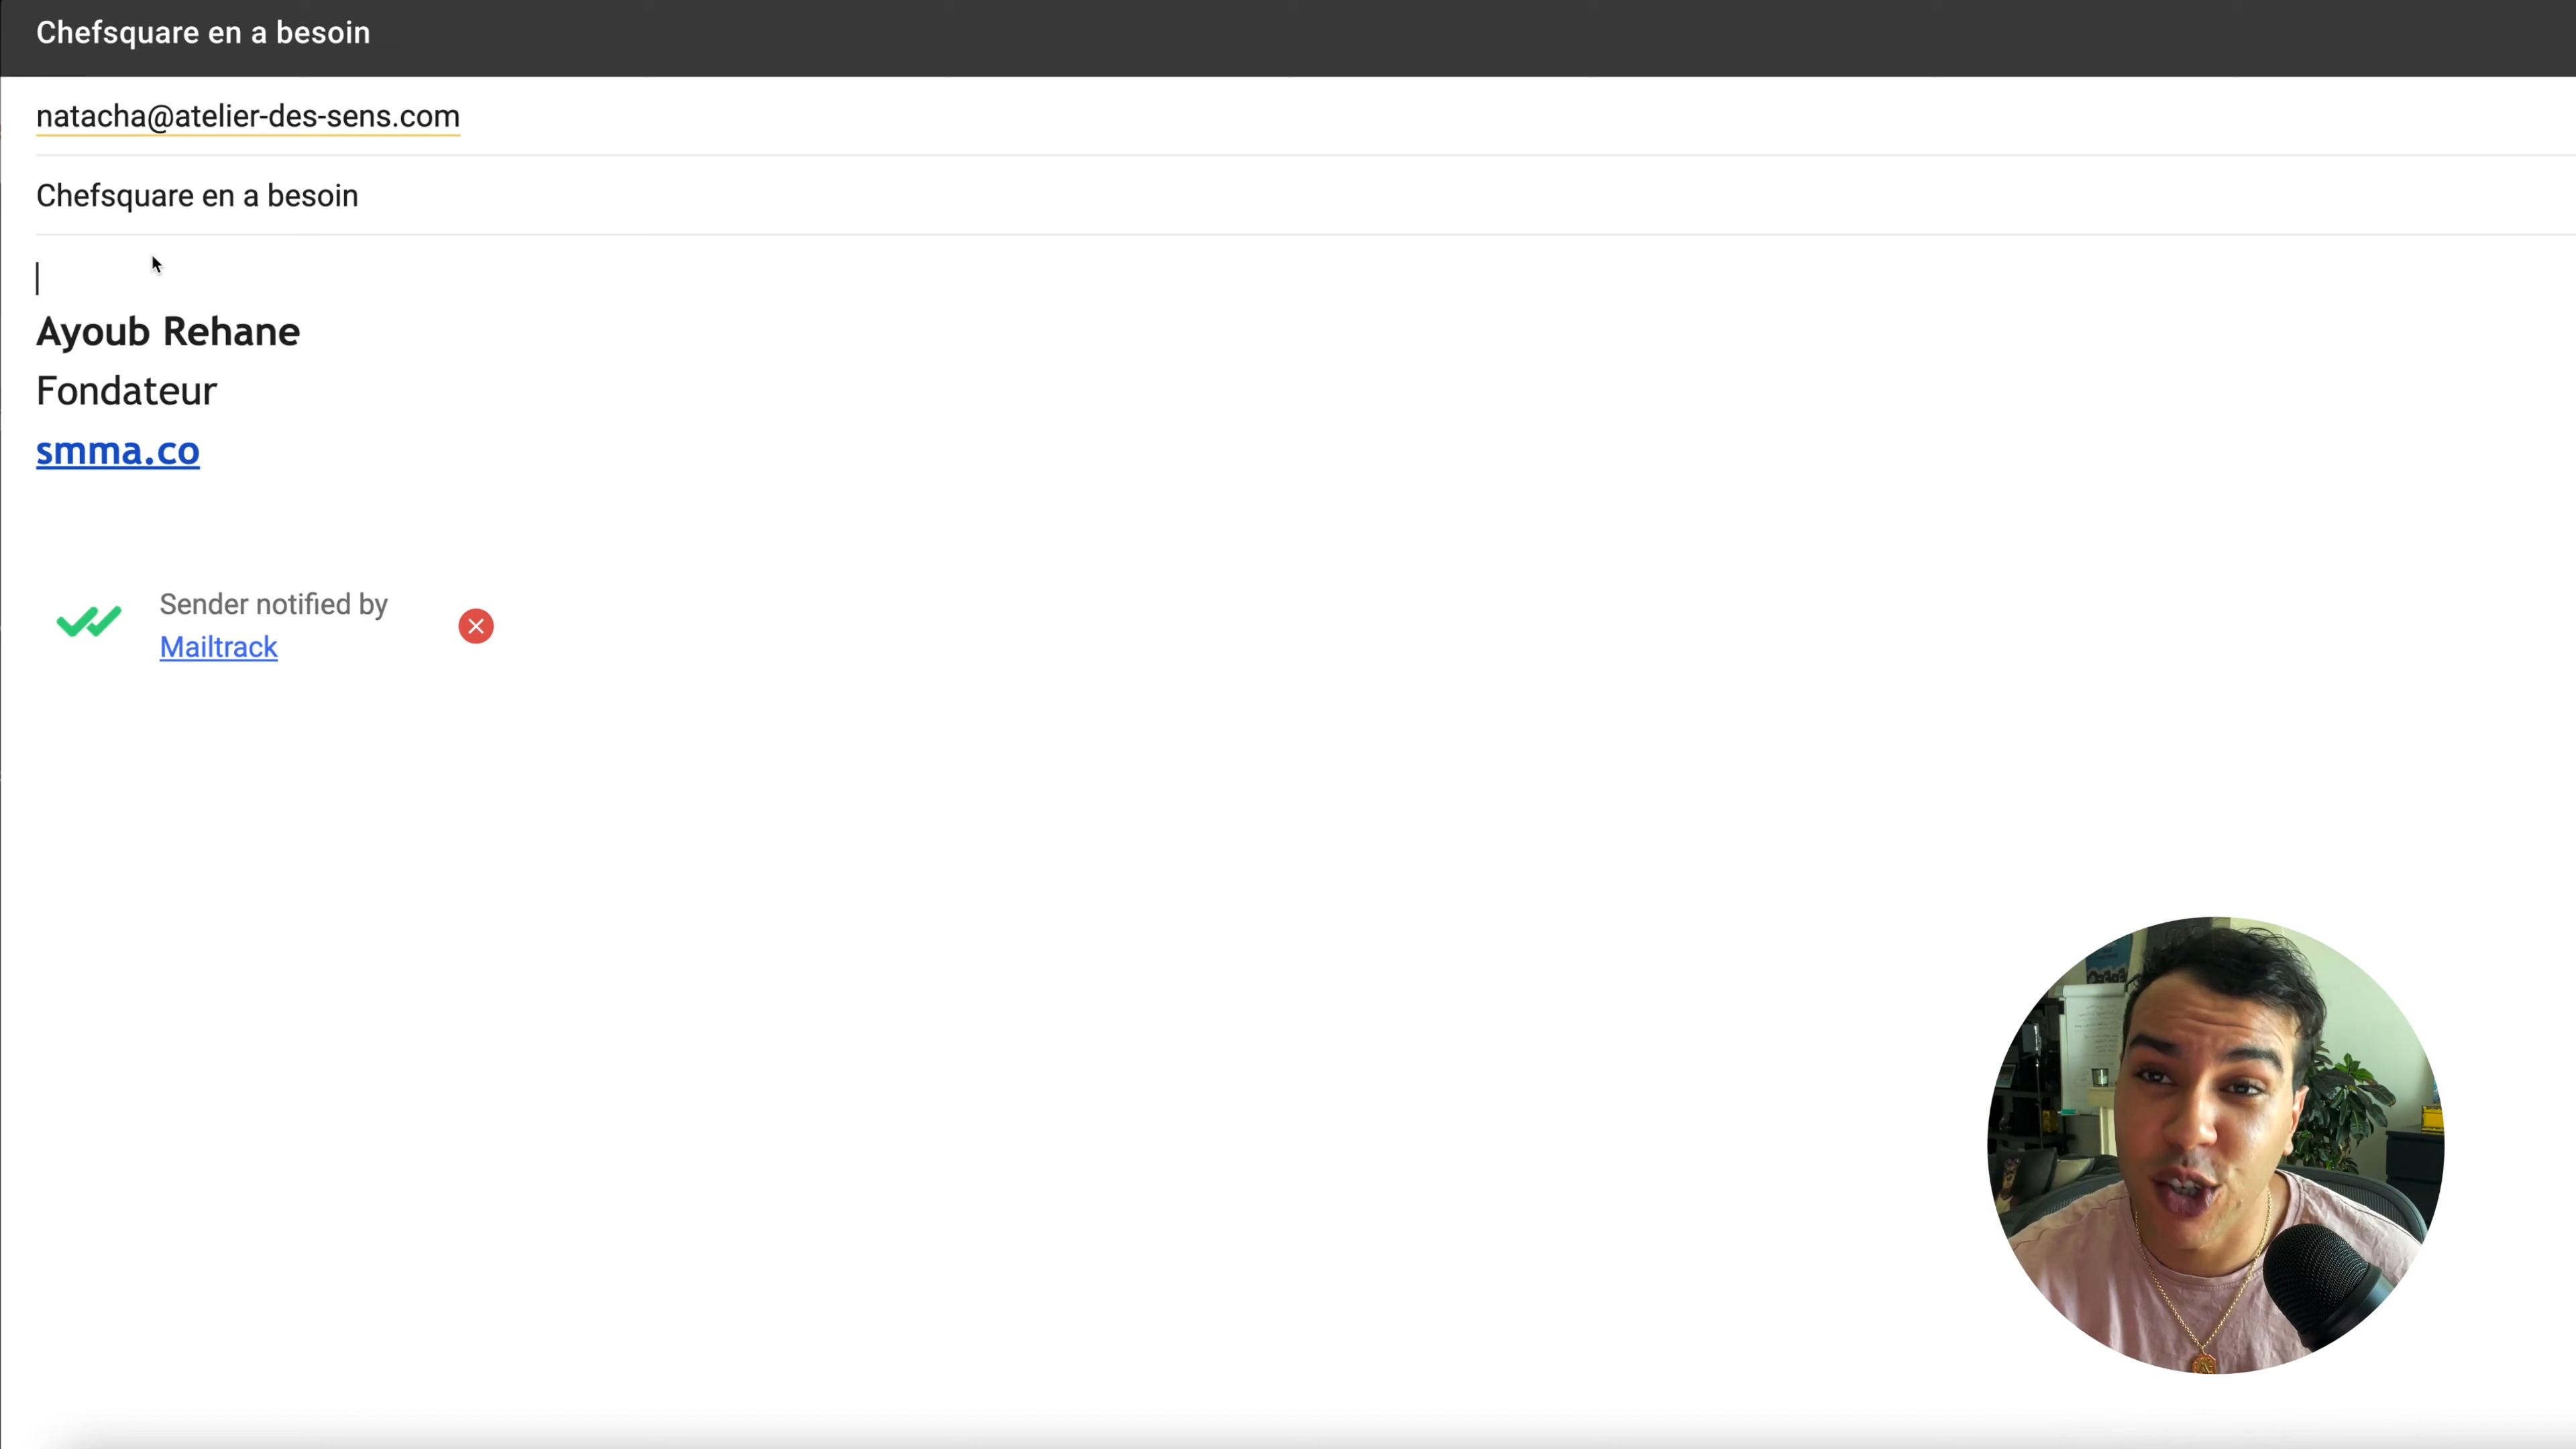 Chefsquare en a besoin
natacha@atelier-des-sens.com
Chefsquare en a besoin
Ayoub Rehane
Fondateur
smma.co
Sender notified by
Mailtrack